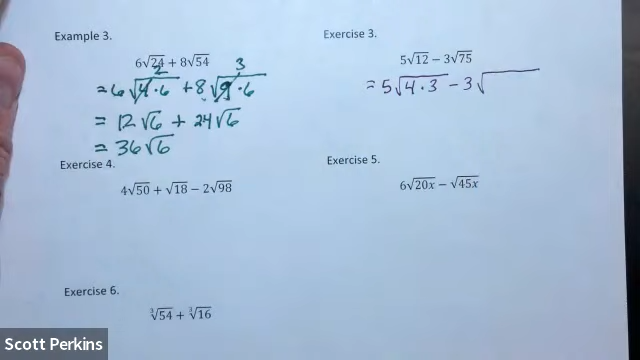 Example 3.
6√24 + 8√54
= 6√4·6 + 8√9·6
2 3
= 12√6 + 24√6
= 36√6
Exercise 3.
5√12 − 3√75
= 5√4·3 − 3√
Exercise 4.
4√50 + √18 − 2√98
Exercise 5.
6√20x − √45x
Exercise 6.
∛54 + ∛16
Scott Perkins